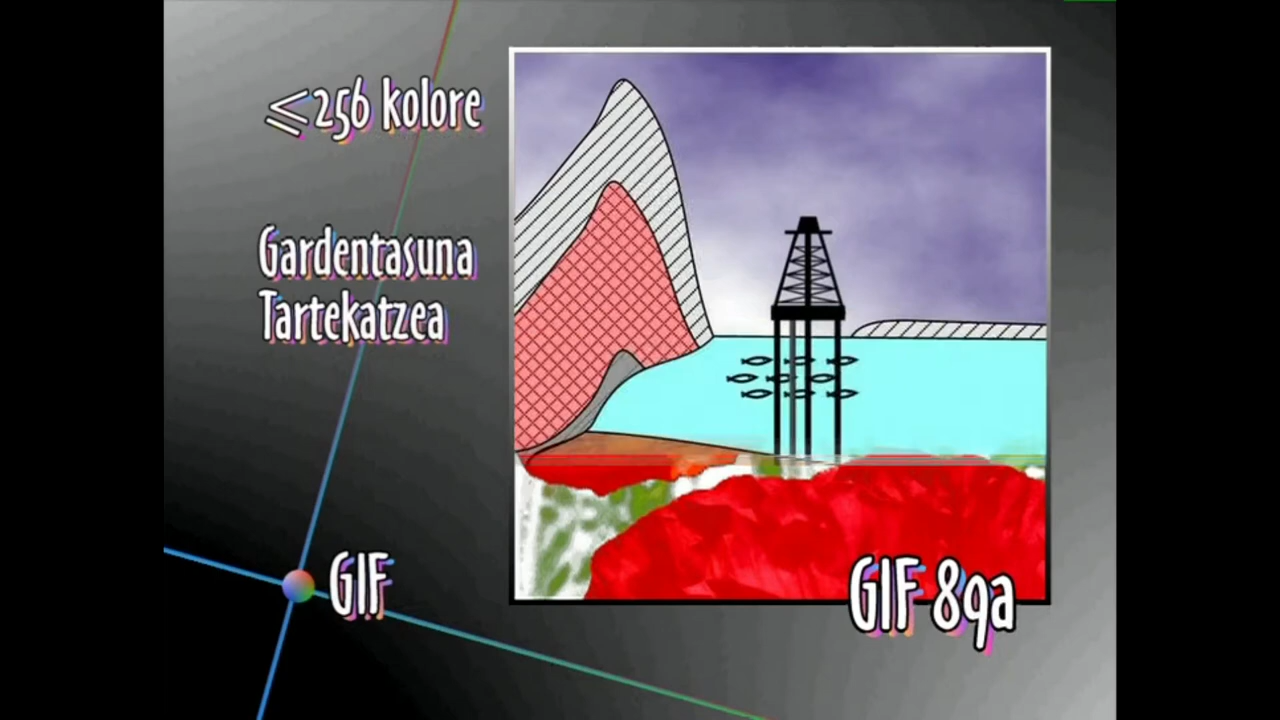 ⩽256 kolore
Gardentasuna
Tartekatzea
GIF
GIF 89a